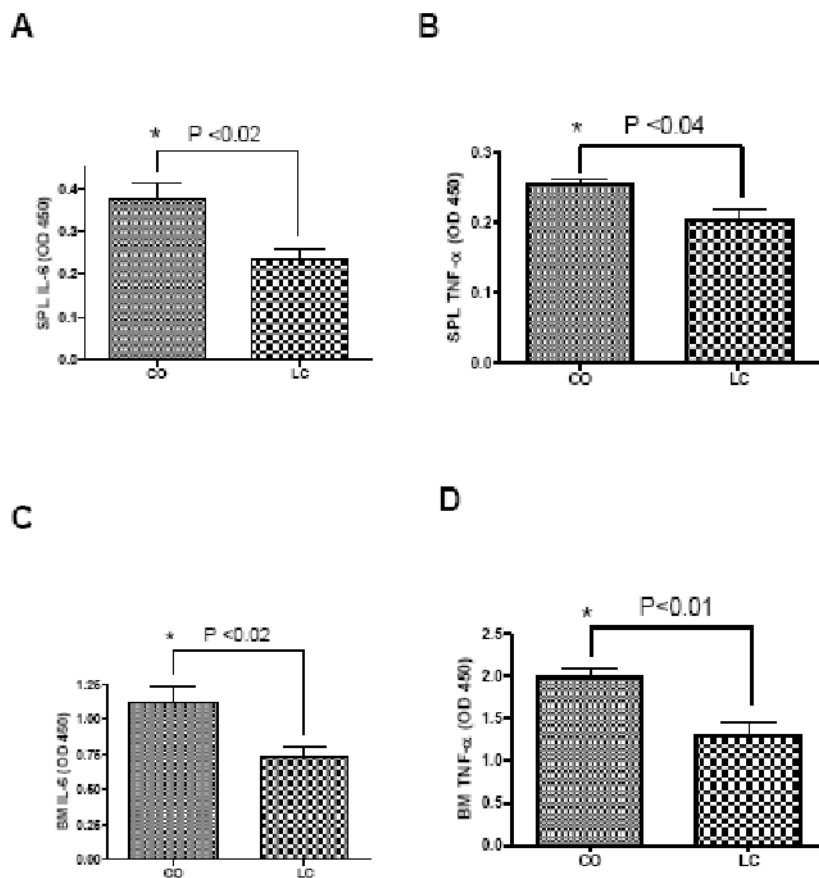 A
* P <0.02
SPL IL-6 (OD 450)
0.4
0.3
0.2
0.1
0.0
CO LC
B
* P <0.04
SPL TNF-α (OD 450)
0.3
0.2
0.1
0.0
CO LC
C
* P <0.02
BM IL-6 (OD 450)
1.25
1.00
0.75
0.50
0.25
0.00
CO LC
D
* P<0.01
BM TNF-α (OD 450)
2.5
2.0
1.5
1.0
0.5
0.0
CO LC